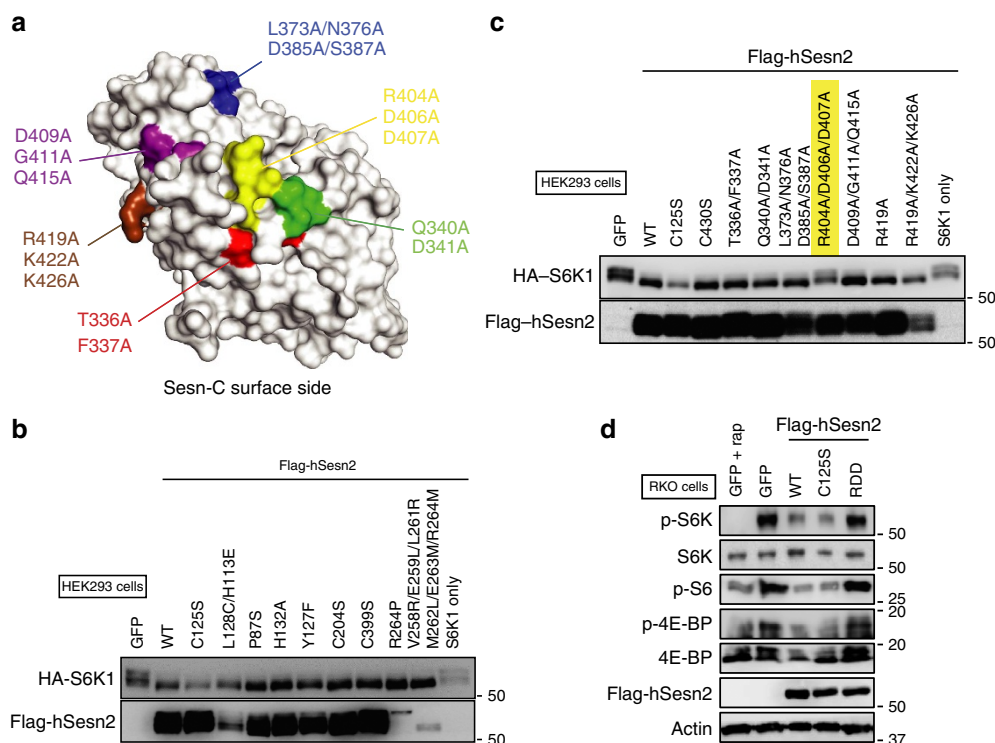 a
L373A/N376A
D385A/S387A
R404A
D406A
D407A
D409A
G411A
Q415A
Q340A
D341A
R419A
K422A
K426A
T336A
F337A
Sesn-C surface side
b
Flag-hSesn2
HEK293 cells
GFP
WT
C125S
L128C/H113E
P87S
H132A
Y127F
C204S
C399S
R264P
V258R/E259L/L261R
M262L/E263M/R264M
S6K1 only
HA-S6K1
50
Flag-hSesn2
50
c
Flag-hSesn2
HEK293 cells
GFP
WT
C125S
C430S
T336A/F337A
Q340A/D341A
L373A/N376A
D385A/S387A
R404A/D406A/D407A
D409A/G411A/Q415A
R419A
R419A/K422A/K426A
S6K1 only
HA–S6K1
50
Flag–hSesn2
50
d
Flag-hSesn2
RKO cells
GFP + rap
GFP
WT
C125S
RDD
p-S6K
50
S6K
50
p-S6
25
20
p-4E-BP
20
4E-BP
Flag-hSesn2
50
Actin
37